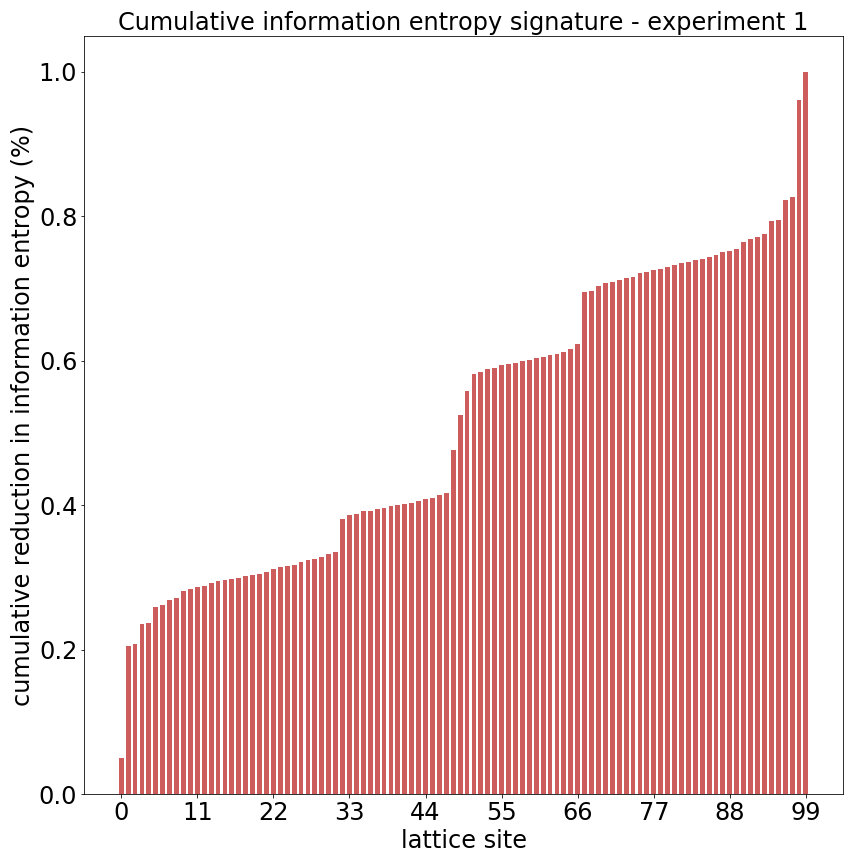 Cumulative information entropy signature - experiment 1
cumulative reduction in information entropy (%)
1.0
0.8
0.6
0.4
0.2
0.0
0 11 22 33 44 55 66 77 88 99
lattice site